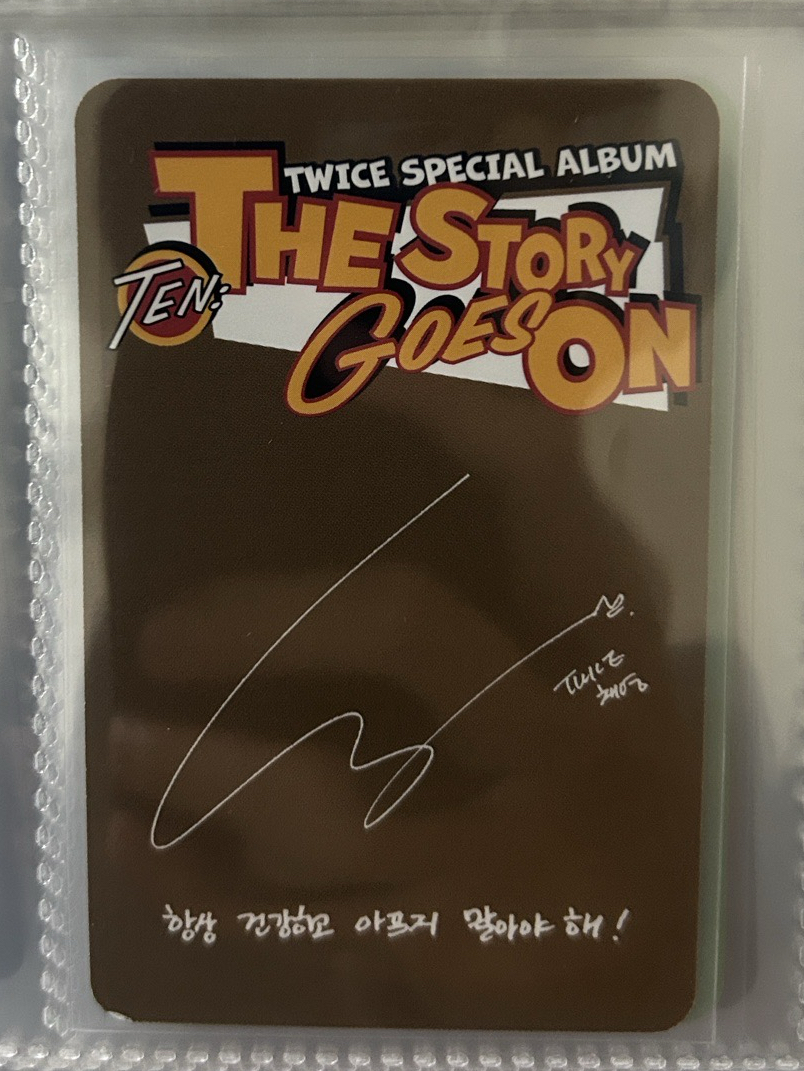 TWICE SPECIAL ALBUM
TEN:
THE STORY
GOES ON
TWICE
채영
항상 건강하고 아프지 말아야 해!